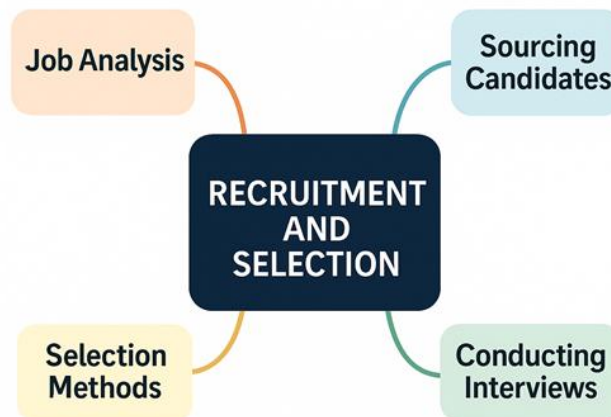 Job Analysis
Sourcing
Candidates
RECRUITMENT
AND
SELECTION
Selection
Methods
Conducting
Interviews